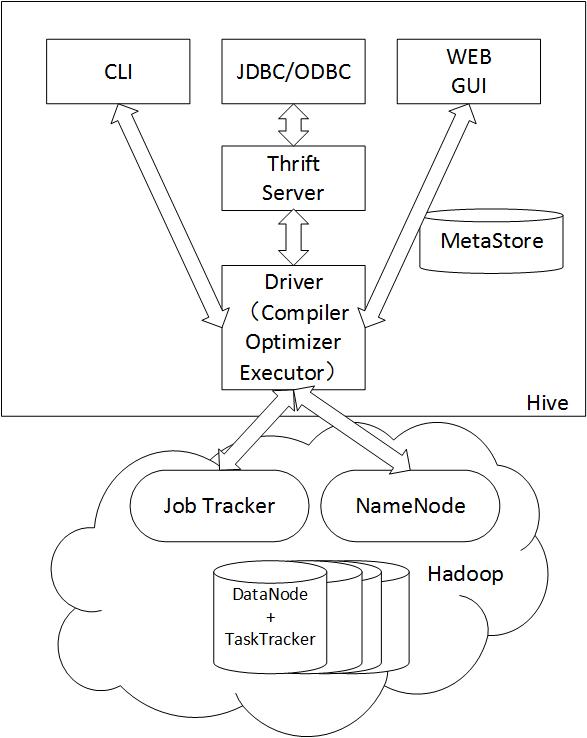 CLI
JDBC/ODBC
WEB
GUI
Thrift
Server
MetaStore
Driver
（Compiler
Optimizer
Executor）
Hive
Job Tracker
NameNode
Hadoop
DataNode
+
TaskTracker